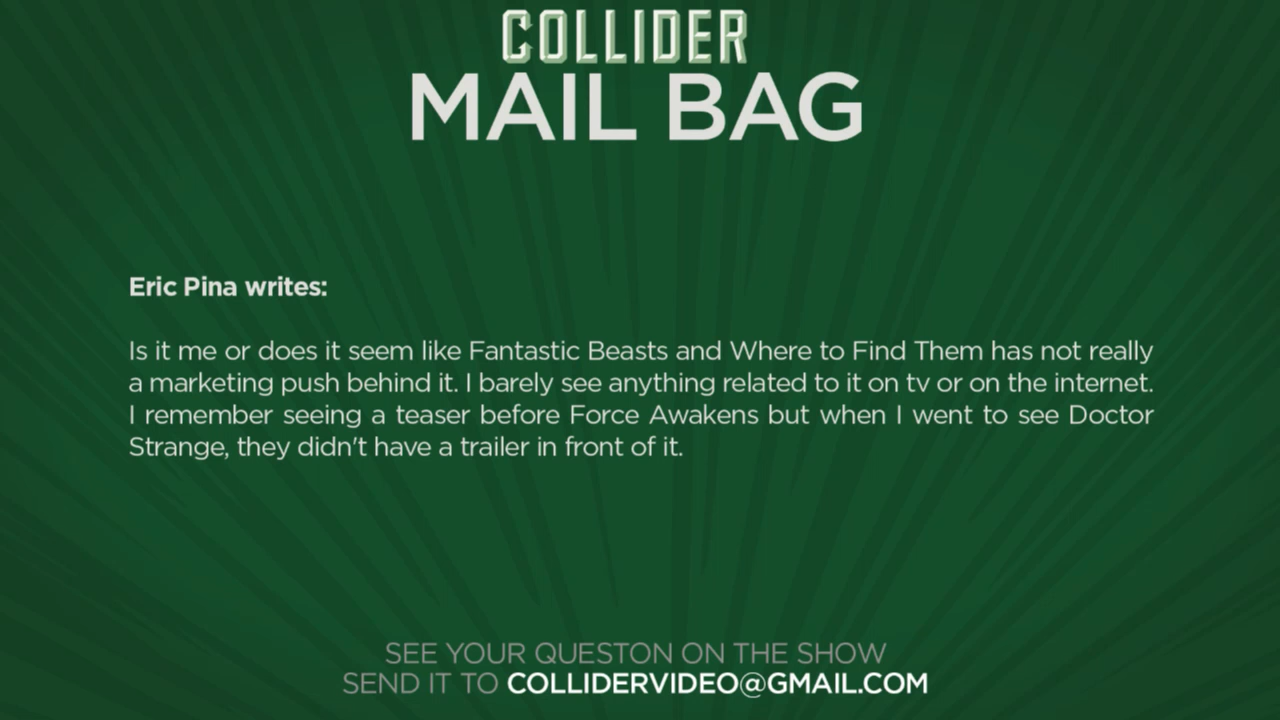 COLLIDER
MAIL BAG
Eric Pina writes:
Is it me or does it seem like Fantastic Beasts and Where to Find Them has not really
a marketing push behind it. I barely see anything related to it on tv or on the internet.
I remember seeing a teaser before Force Awakens but when I went to see Doctor
Strange, they didn't have a trailer in front of it.
SEE YOUR QUESTON ON THE SHOW
SEND IT TO COLLIDERVIDEO@GMAIL.COM